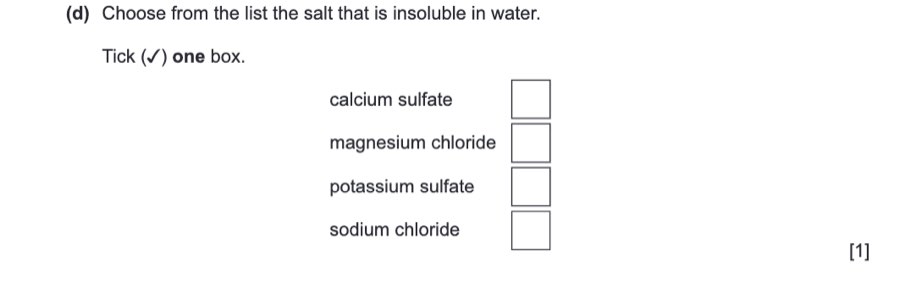 (d) Choose from the list the salt that is insoluble in water.
Tick (✓) one box.
calcium sulfate
magnesium chloride
potassium sulfate
sodium chloride
[1]